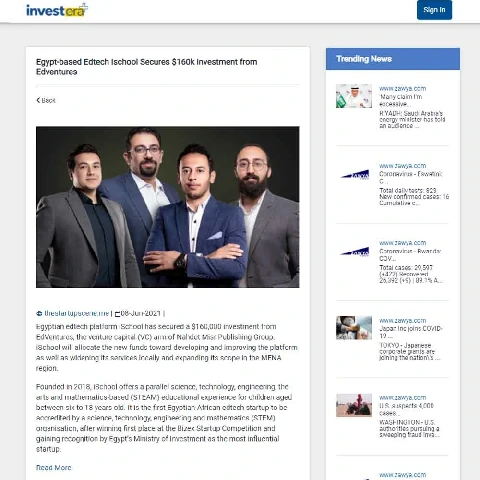 investera
Sign in
Egypt-based Edtech Ischool Secures $160k Investment from
Edventures
Back
thestartupscene.me | 06-Jun-2021 |
Egyptian edtech platform iSchool has secured a $160,000 investment from
EdVentures, the venture capital (VC) arm of Nahdet Misr Publishing Group.
iSchool will allocate the new funds toward developing and improving the platform
as well as widening its services locally and expanding its scope in the MENA
region.
Founded in 2018, iSchool offers a parallel science, technology, engineering, the
arts and mathematics-based (STEAM) educational experience for children aged
between six to 18 years old. It is the first Egyptian-African edtech startup to be
accredited by a science, technology, engineering and mathematics (STEM)
organisation, after winning first place at the Bizex Startup Competition and
gaining recognition by Egypt's Ministry of Investment as the most influential
startup.
Read More
Trending News
www.zawya.com
'Many claim I'm
excessive...
RIYADH: Saudi Arabia's
energy minister has told
an audience ...
www.zawya.com
Coronavirus - Eswatini:
C...
Total daily tests: 823
New confirmed cases: 16
Cumulative c...
www.zawya.com
Coronavirus - Rwanda:
COV...
Total cases: 29,597
Recovered
www.zawya.com
Japan Inc joins COVID-
19 ...
TOKYO - Japanese
corporate giants are
joining the nation's ...
www.zawya.com
U.S. suspects 4,000
cases...
WASHINGTON - U.S.
authorities pursuing a
sweeping fraud inve...
www.zawya.com